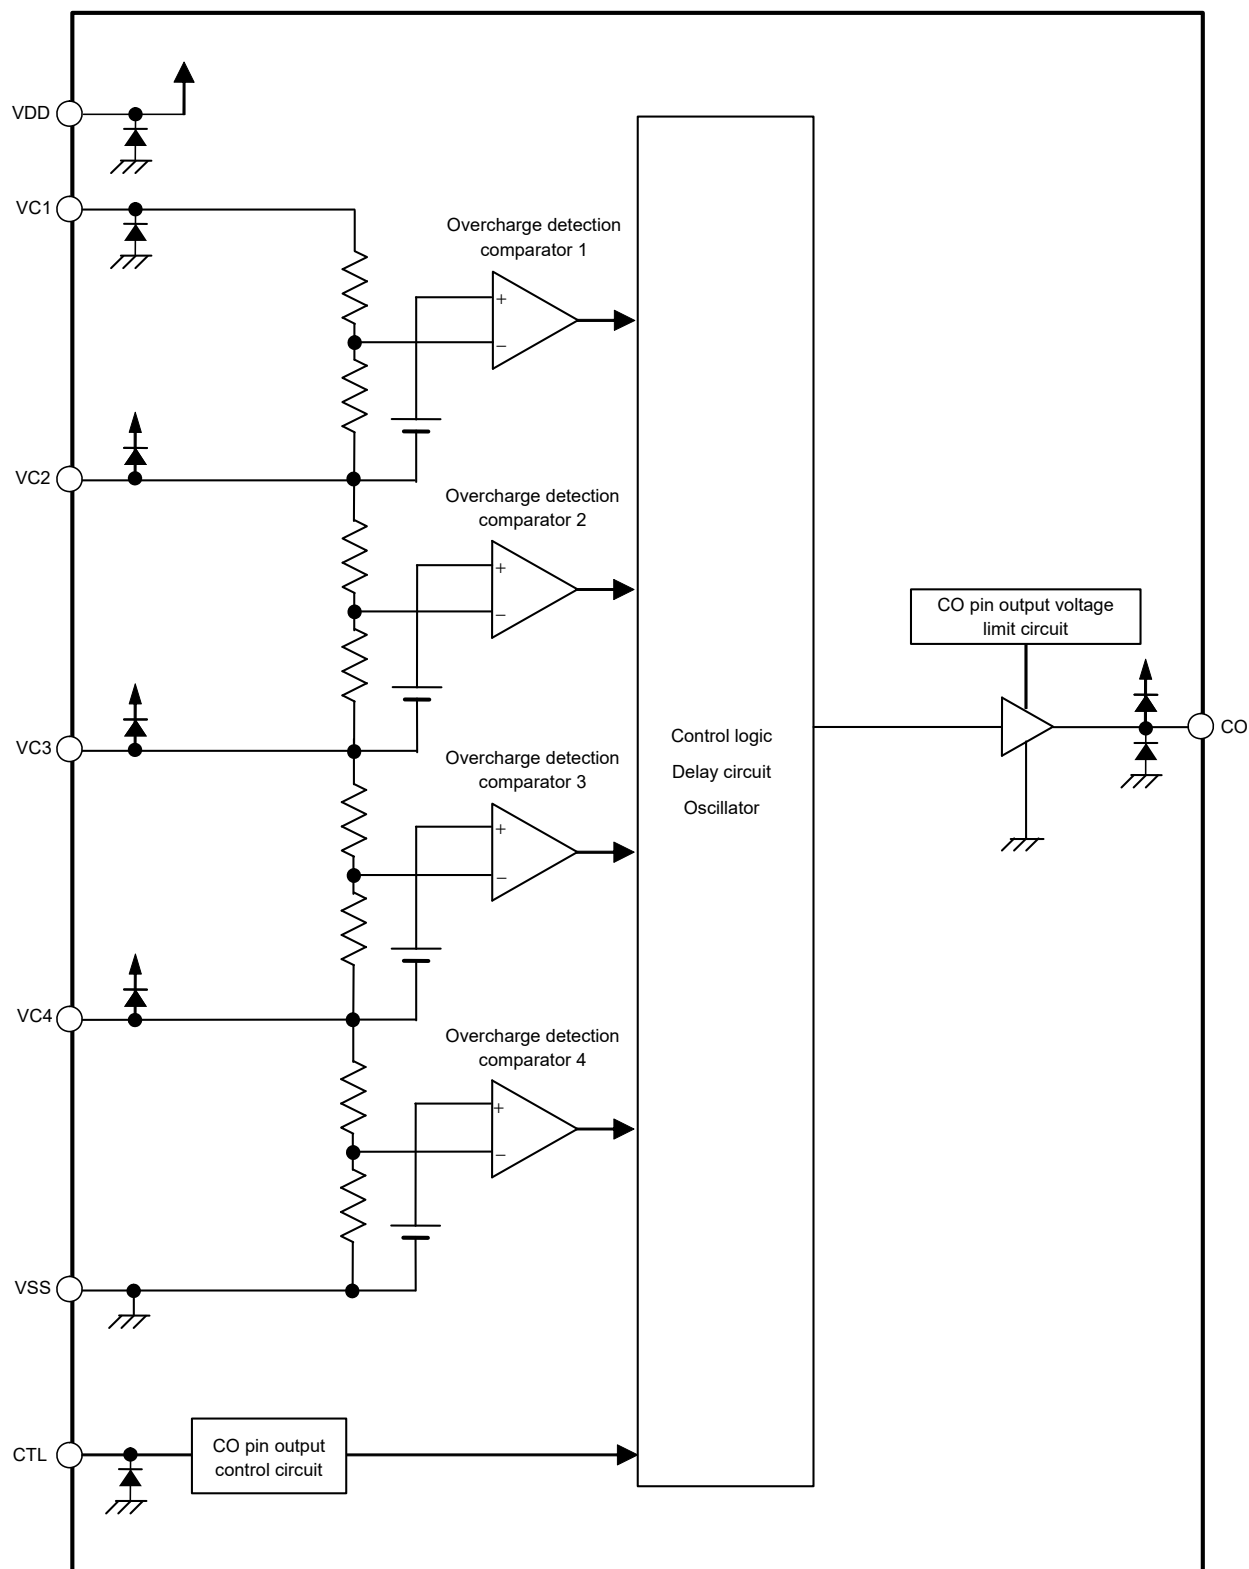 VDD
VC1
Overcharge detection
comparator 1
+
−
VC2
Overcharge detection
comparator 2
+
−
CO pin output voltage
limit circuit
VC3
CO
Control logic
Delay circuit
Oscillator
Overcharge detection
comparator 3
+
−
VC4
Overcharge detection
comparator 4
+
−
VSS
CTL
CO pin output
control circuit